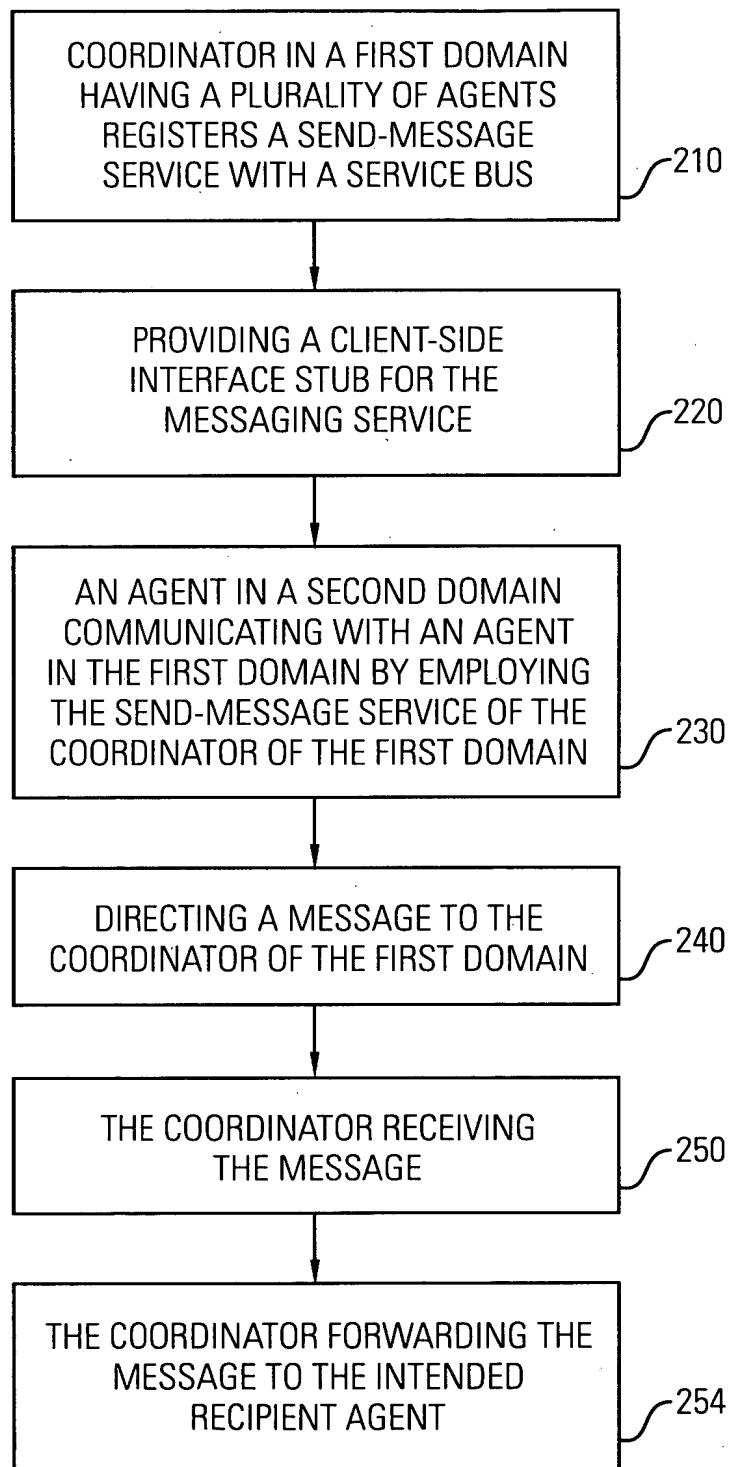 COORDINATOR IN A FIRST DOMAIN
HAVING A PLURALITY OF AGENTS
REGISTERS A SEND-MESSAGE
SERVICE WITH A SERVICE BUS
210
PROVIDING A CLIENT-SIDE
INTERFACE STUB FOR THE
MESSAGING SERVICE
220
AN AGENT IN A SECOND DOMAIN
COMMUNICATING WITH AN AGENT
IN THE FIRST DOMAIN BY EMPLOYING
THE SEND-MESSAGE SERVICE OF THE
COORDINATOR OF THE FIRST DOMAIN
230
DIRECTING A MESSAGE TO THE
COORDINATOR OF THE FIRST DOMAIN
240
THE COORDINATOR RECEIVING
THE MESSAGE
250
THE COORDINATOR FORWARDING THE
MESSAGE TO THE INTENDED
RECIPIENT AGENT
254